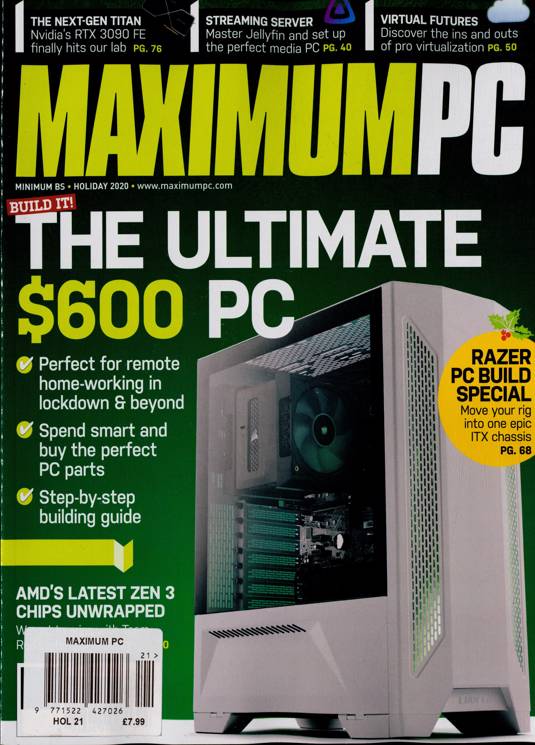 THE NEXT-GEN TITAN
Nvidia's RTX 3090 FE
finally hits our lab PG. 76
STREAMING SERVER
Master Jellyfin and set up
the perfect media PC PG. 40
VIRTUAL FUTURES
Discover the ins and outs
of pro virtualization PG. 50
MAXIMUMPC
MINIMUM BS • HOLIDAY 2020 • www.maximumpc.com
BUILD IT!
THE ULTIMATE
$600 PC
Perfect for remote
home-working in
lockdown & beyond
Spend smart and
buy the perfect
PC parts
Step-by-step
building guide
RAZER
PC BUILD
SPECIAL
Move your rig
into one epic
ITX chassis
PG. 68
AMD'S LATEST ZEN 3
CHIPS UNWRAPPED
MAXIMUM PC
21>
9 771522 427026
HOL 21 £7.99